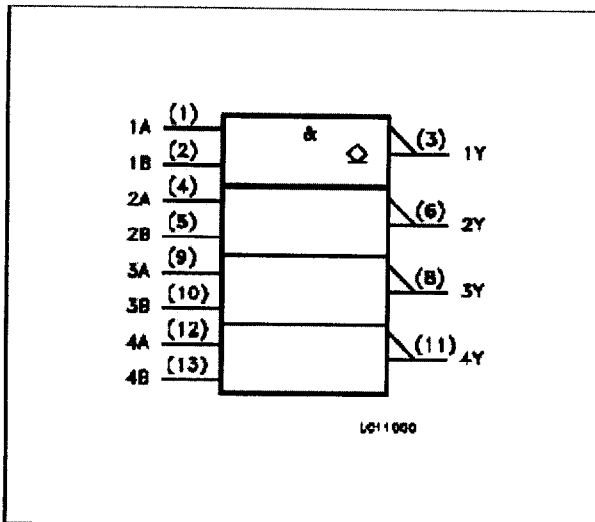 1A (1)
1B (2)
2A (4)
2B (5)
3A (9)
3B (10)
4A (12)
4B (13)
&
(3) 1Y
(6) 2Y
(8) 3Y
(11) 4Y
LC11000